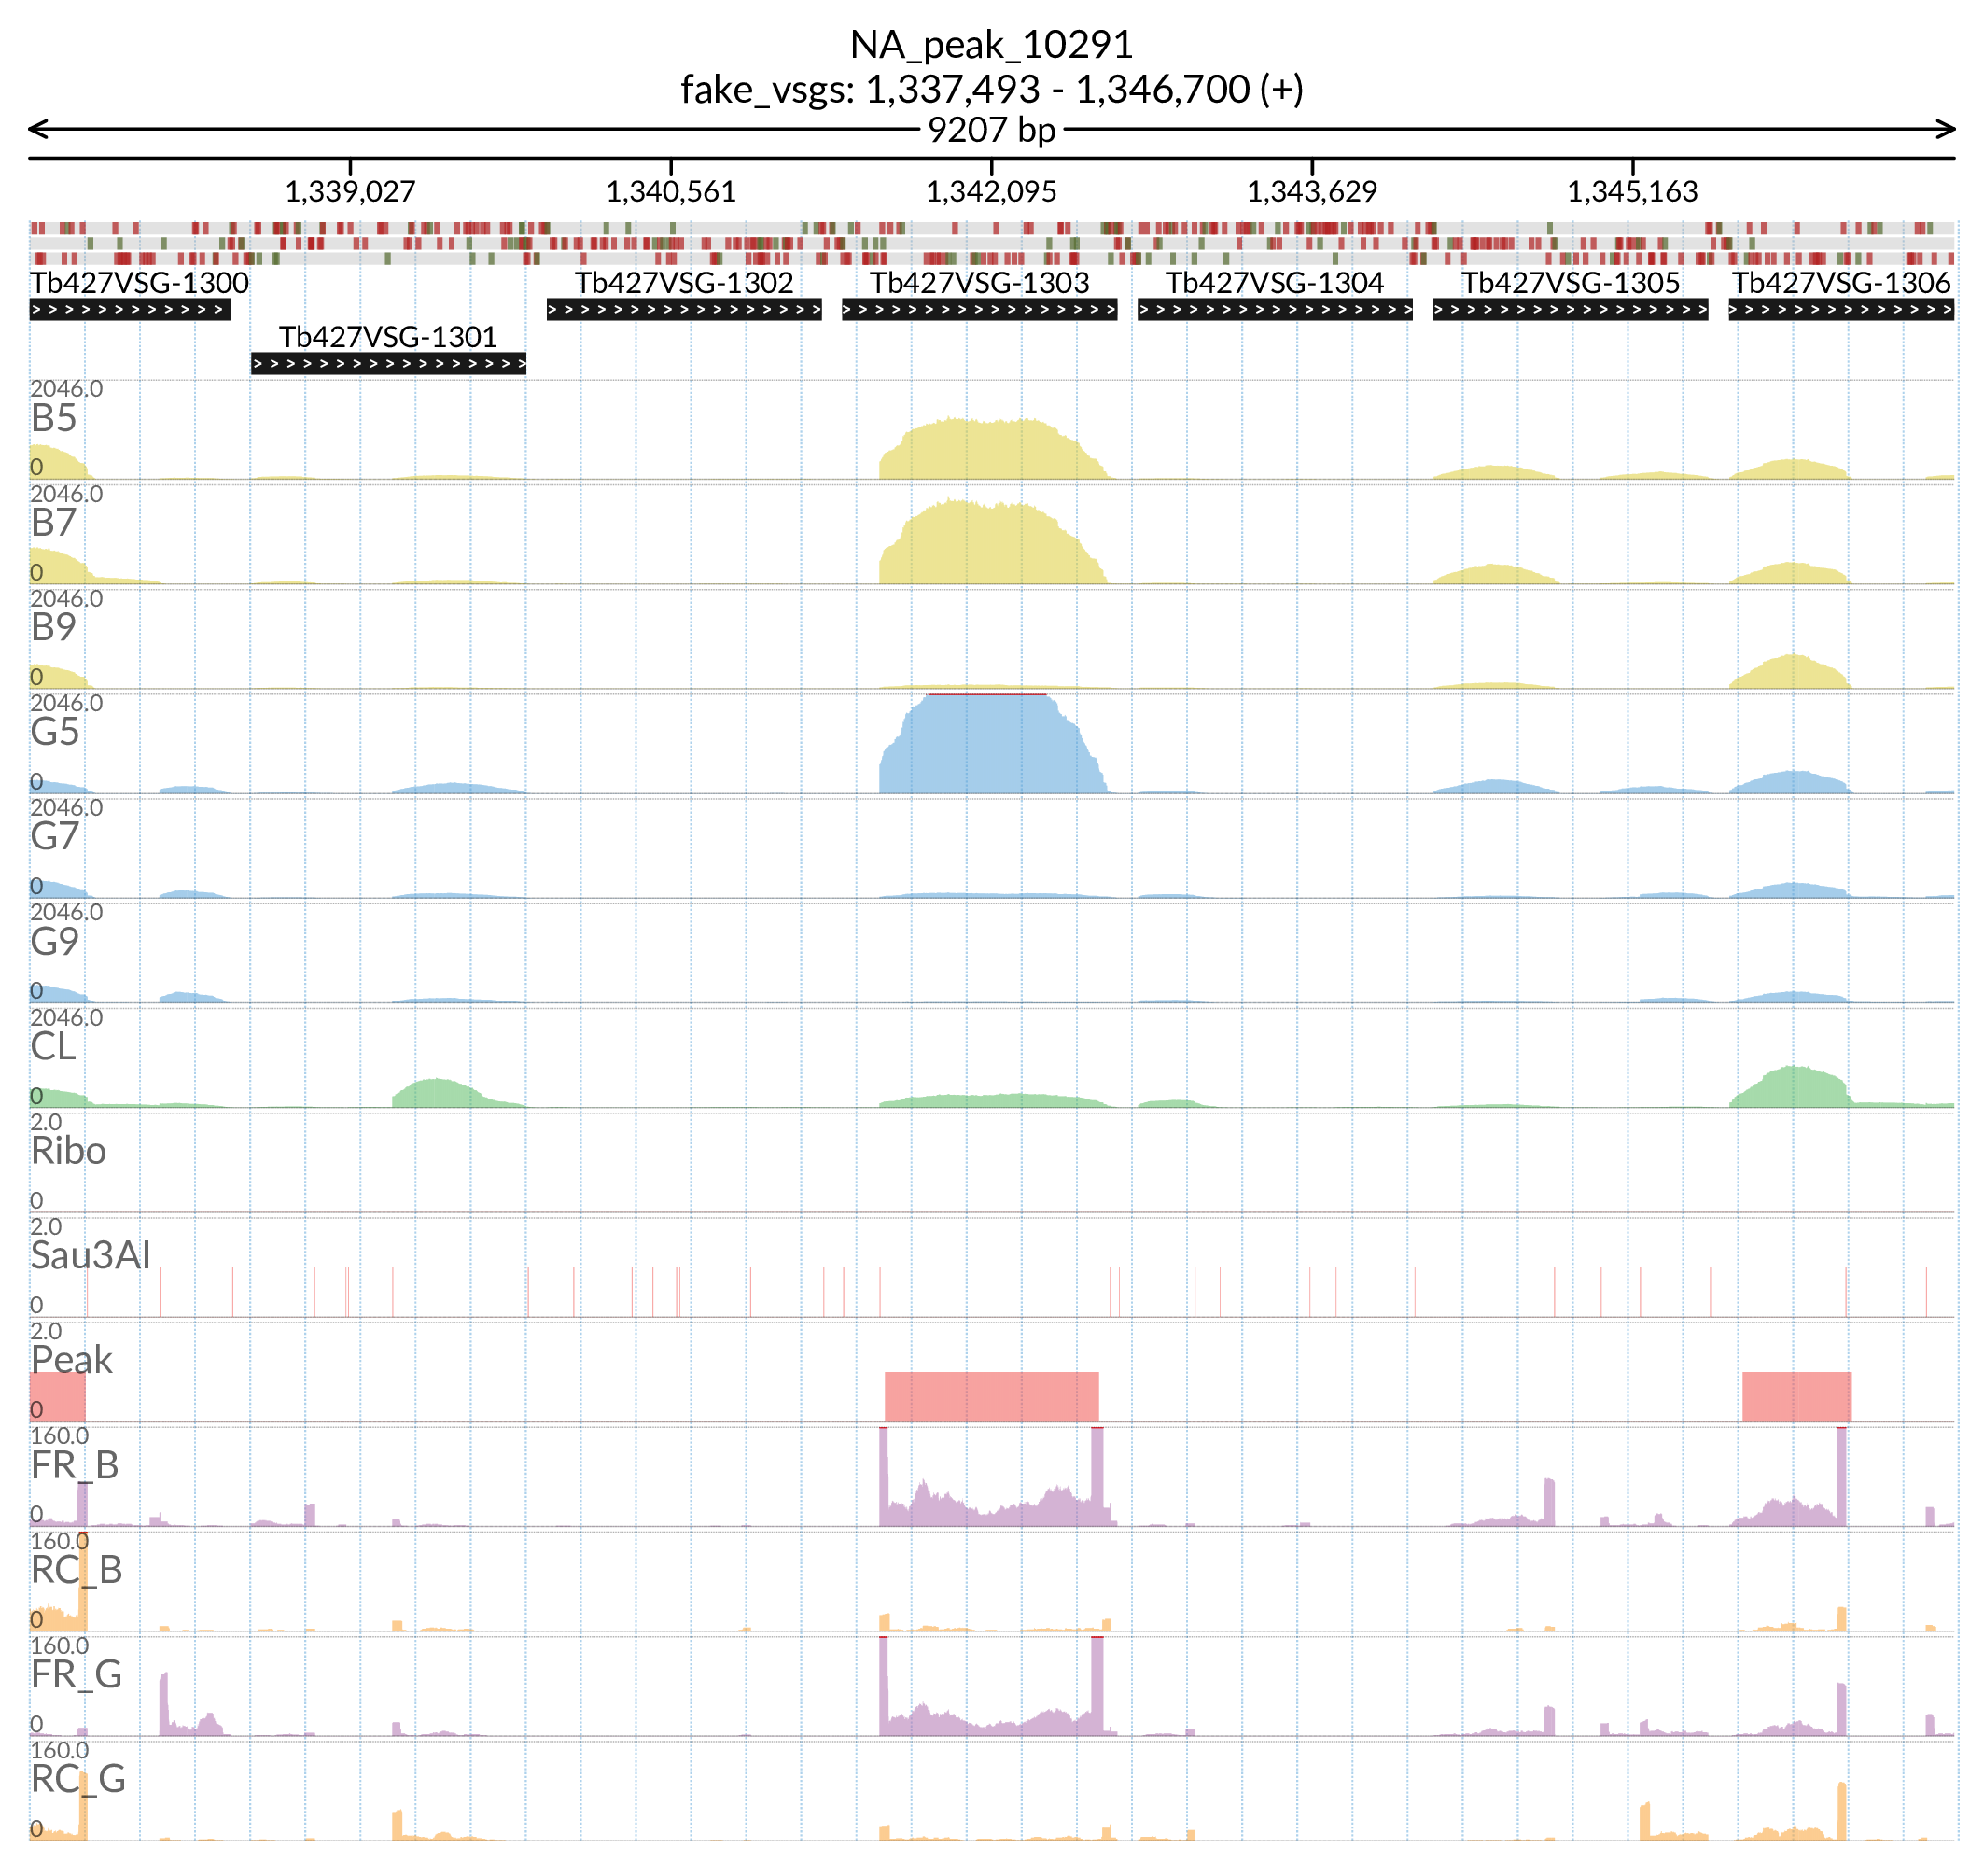 NA_peak_10291
fake_vsgs: 1,337,493 - 1,346,700 (+)
9207 bp
1,339,027 1,340,561 1,342,095 1,343,629 1,345,163
Tb427VSG-1300 Tb427VSG-1302 Tb427VSG-1303 Tb427VSG-1304 Tb427VSG-1305 Tb427VSG-1306
Tb427VSG-1301
2046.0
B5
0
2046.0
B7
0
2046.0
B9
0
2046.0
G5
0
2046.0
G7
0
2046.0
G9
0
2046.0
CL
0
2.0
Ribo
0
2.0
Sau3AI
0
2.0
Peak
0
160.0
FR_B
0
160.0
RC_B
0
160.0
FR_G
0
160.0
RC_G
0